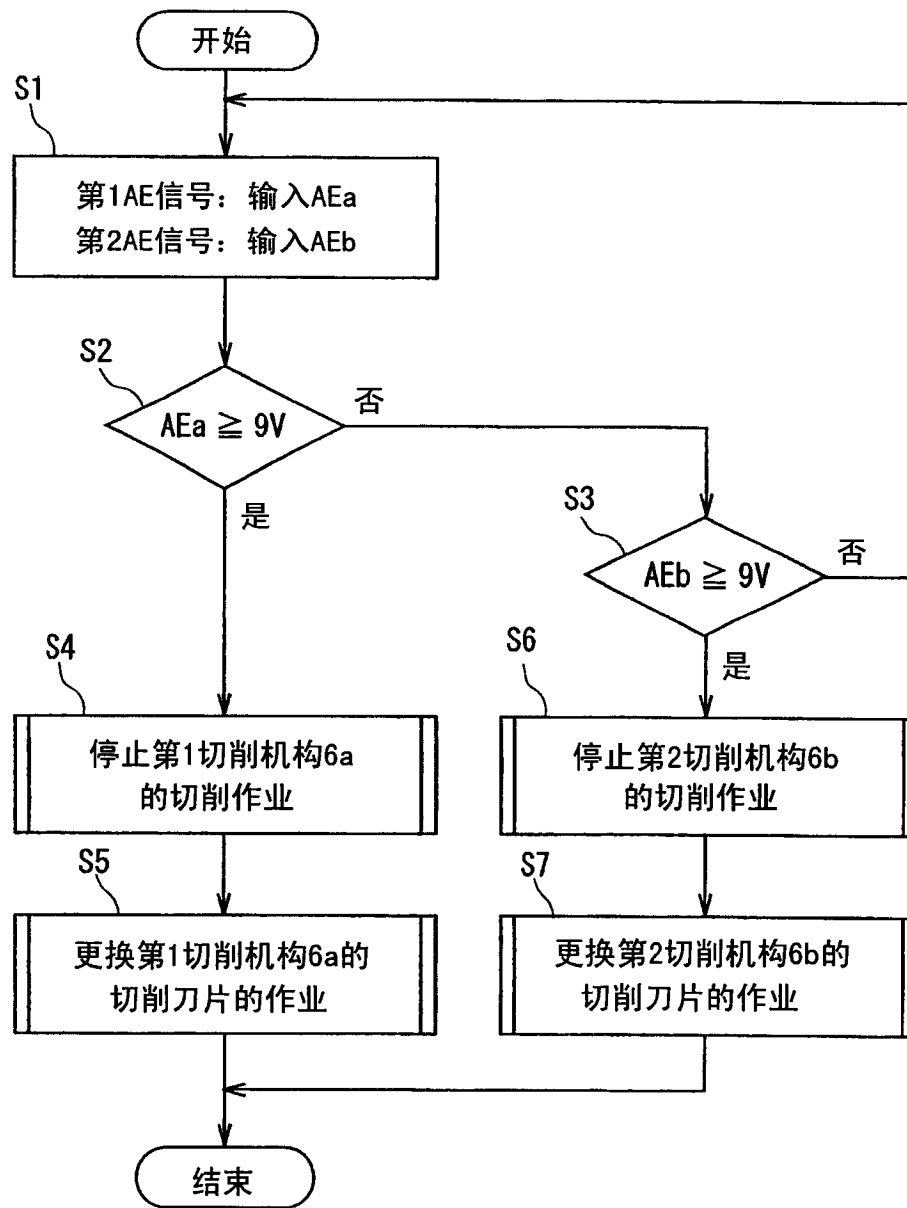 开始
S1
第1AE信号：输入AEa
第2AE信号：输入AEb
S2
AEa ≧ 9V
否
是
S3
AEb ≧ 9V
否
是
S4
停止第1切削机构6a
的切削作业
S6
停止第2切削机构6b
的切削作业
S5
更换第1切削机构6a的
切削刀片的作业
S7
更换第2切削机构6b的
切削刀片的作业
结束